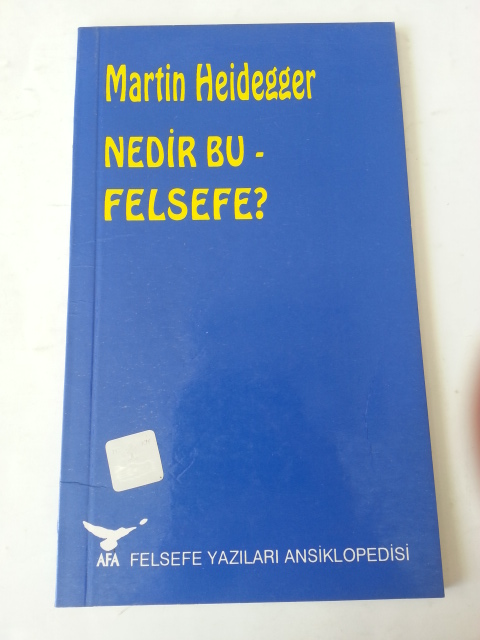 Martin Heidegger
NEDİR BU -
FELSEFE?
AFA FELSEFE YAZILARI ANSİKLOPEDİSİ